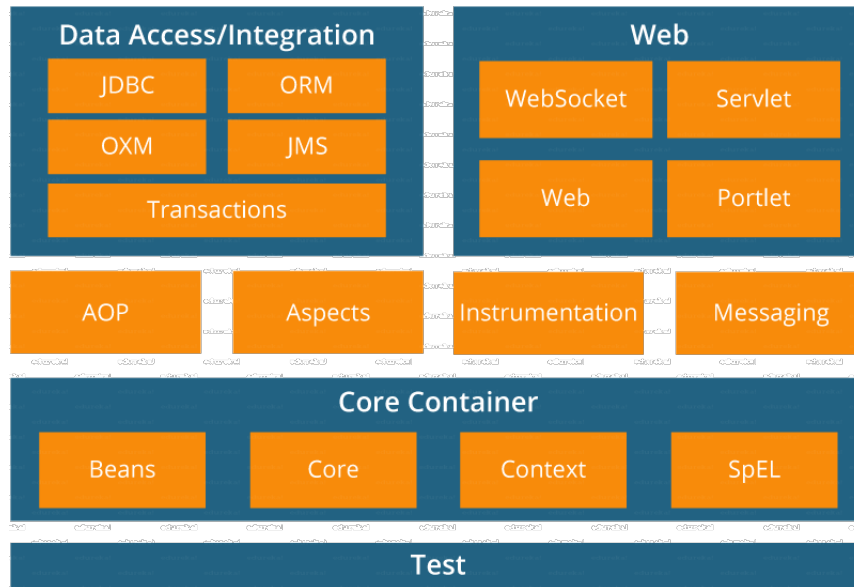 Data Access/Integration
JDBC
ORM
OXM
JMS
Transactions
Web
WebSocket
Servlet
Web
Portlet
AOP
Aspects
Instrumentation
Messaging
Core Container
Beans
Core
Context
SpEL
Test